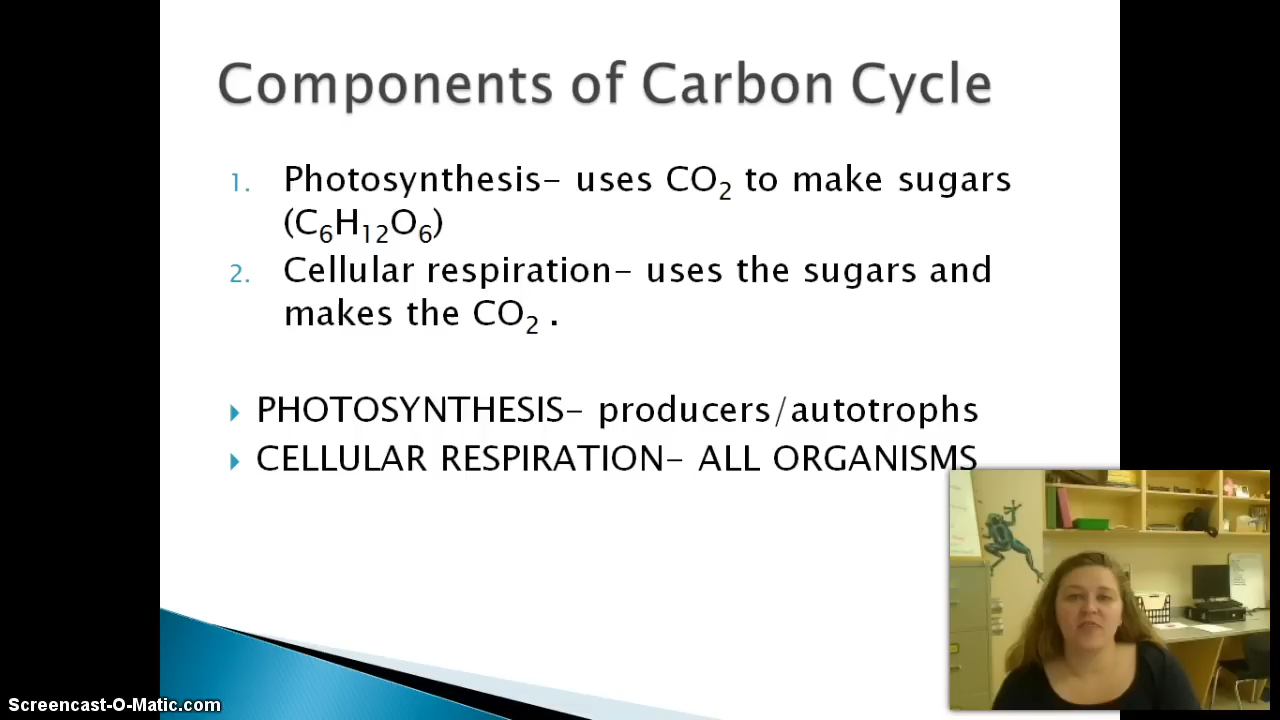 Components of Carbon Cycle
1. Photosynthesis- uses CO₂ to make sugars
(C₆H₁₂O₆)
2. Cellular respiration- uses the sugars and
makes the CO₂ .
PHOTOSYNTHESIS- producers/autotrophs
CELLULAR RESPIRATION- ALL ORGANISMS
Screencast-O-Matic.com